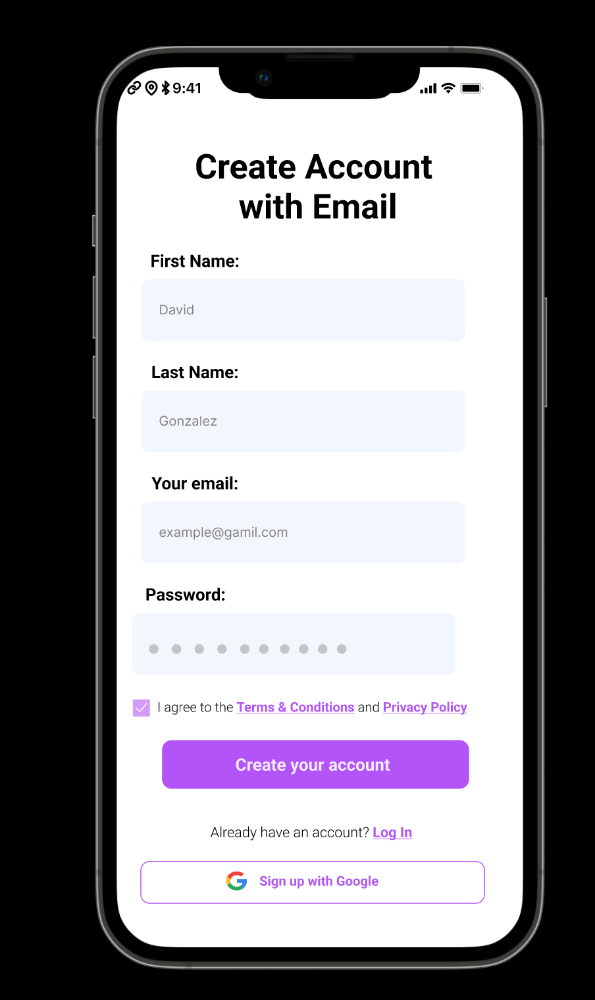 9:41
Create Account
with Email
First Name:
David
Last Name:
Gonzalez
Your email:
example@gamil.com
Password:
I agree to the Terms & Conditions and Privacy Policy
Create your account
Already have an account? Log In
Sign up with Google